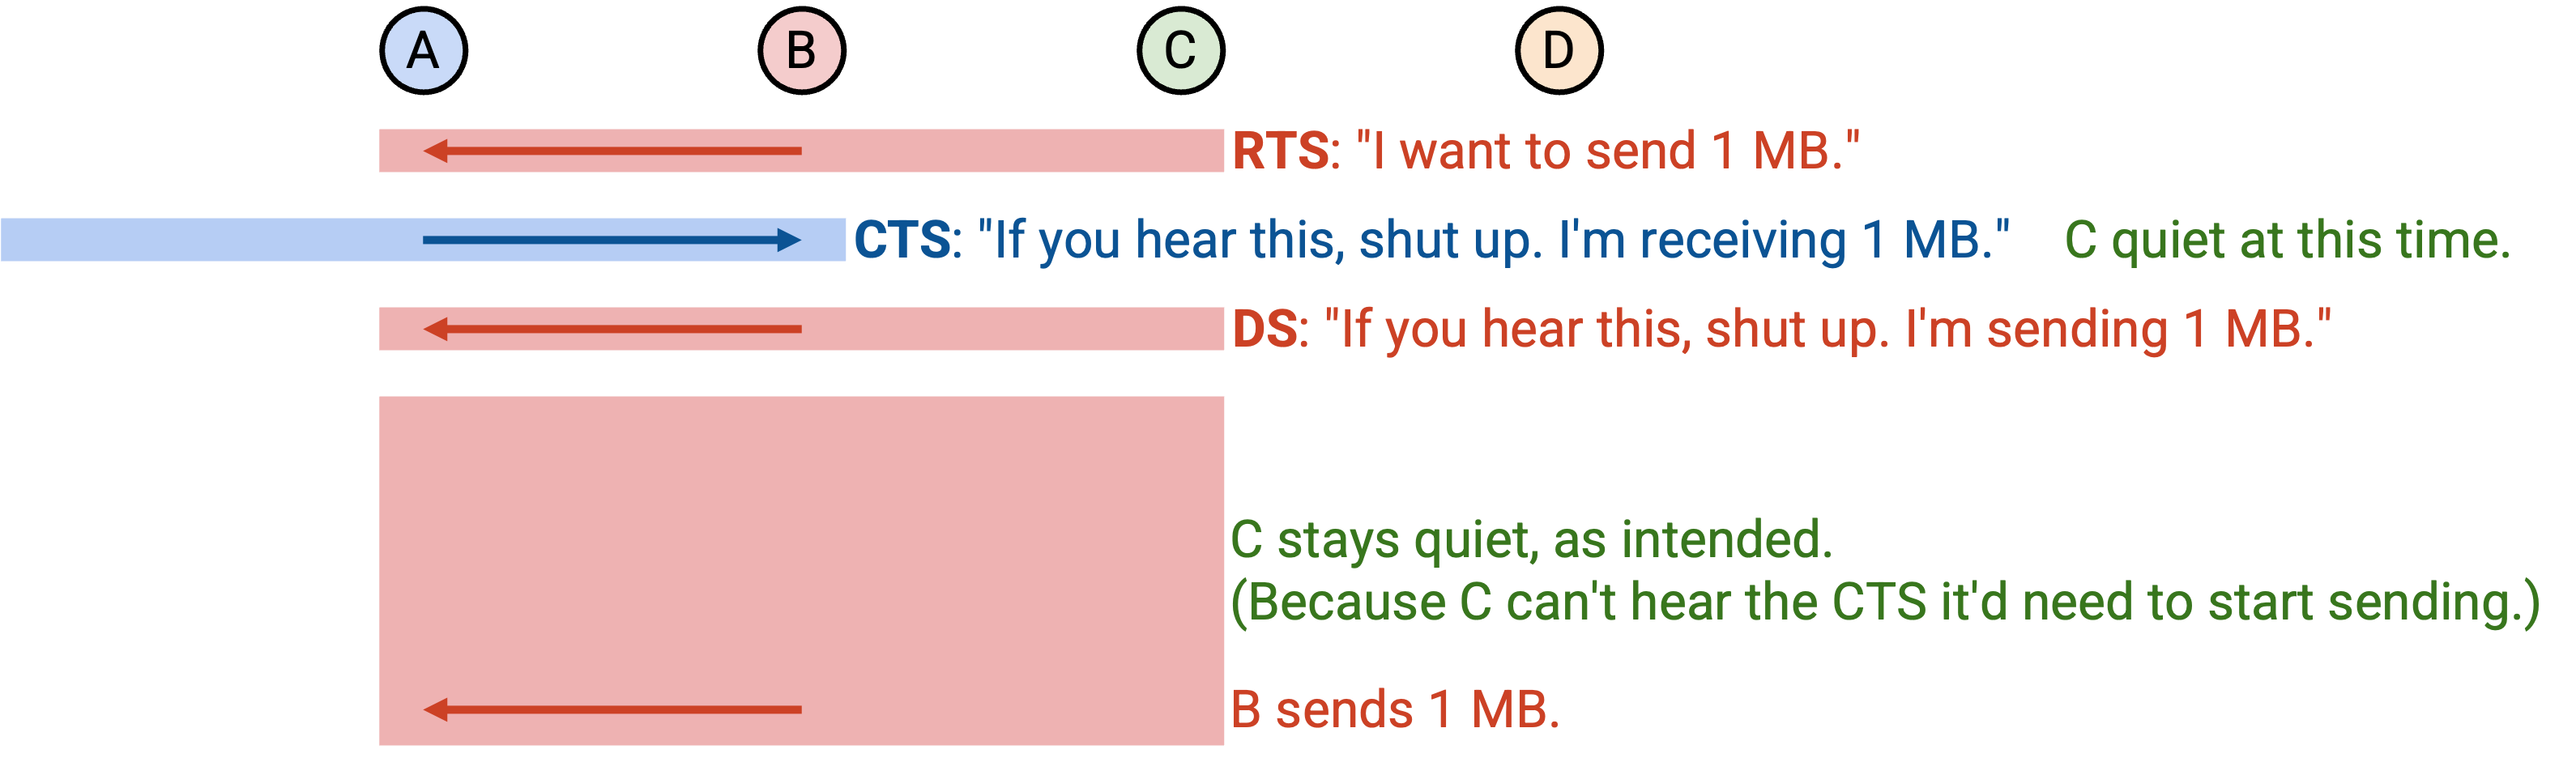 A B C D
RTS: "I want to send 1 MB."
CTS: "If you hear this, shut up. I'm receiving 1 MB." C quiet at this time.
DS: "If you hear this, shut up. I'm sending 1 MB."
C stays quiet, as intended.
(Because C can't hear the CTS it'd need to start sending.)
B sends 1 MB.